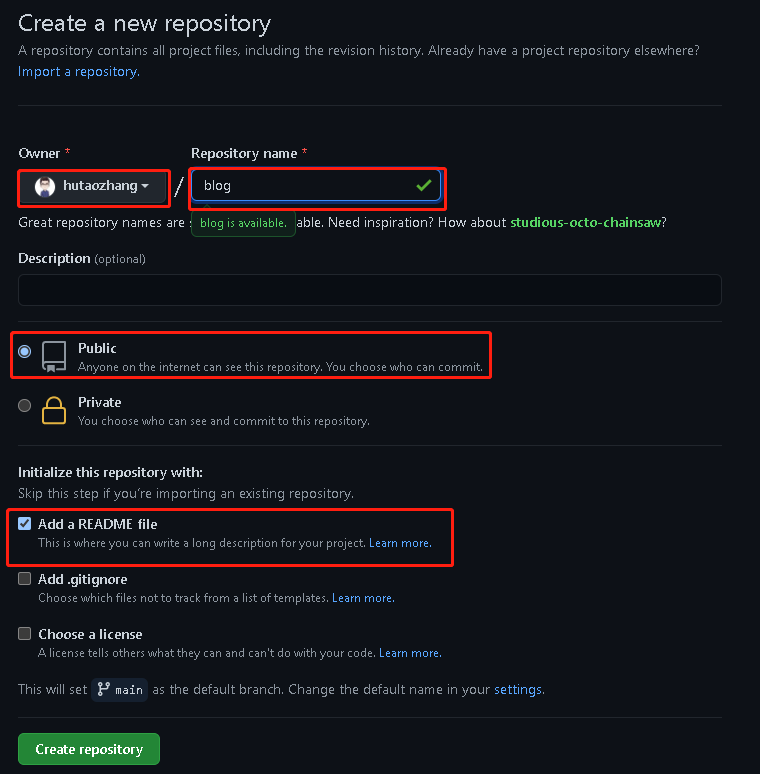 Create a new repository
A repository contains all project files, including the revision history. Already have a project repository elsewhere?
Import a repository.
Owner *
Repository name *
hutaozhang
/
blog
Great repository names are s able. Need inspiration? How about studious-octo-chainsaw?
blog is available.
Description (optional)
Public
Anyone on the internet can see this repository. You choose who can commit.
Private
You choose who can see and commit to this repository.
Initialize this repository with:
Skip this step if you're importing an existing repository.
Add a README file
This is where you can write a long description for your project. Learn more.
Add .gitignore
Choose which files not to track from a list of templates. Learn more.
Choose a license
A license tells others what they can and can't do with your code. Learn more.
This will set main as the default branch. Change the default name in your settings.
Create repository